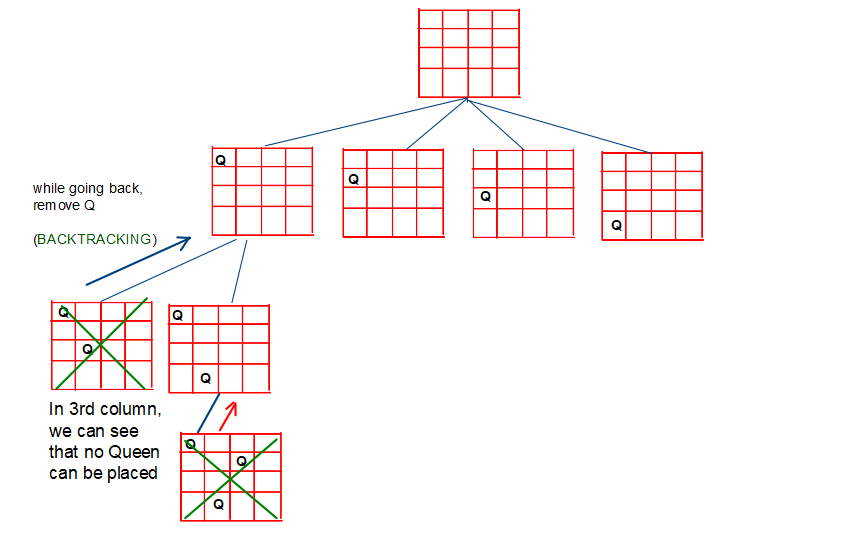 Q
Q
Q
Q
while going back,
remove Q
(BACKTRACKING)
Q
Q
Q
Q
In 3rd column,
we can see
that no Queen
can be placed
Q
Q
Q